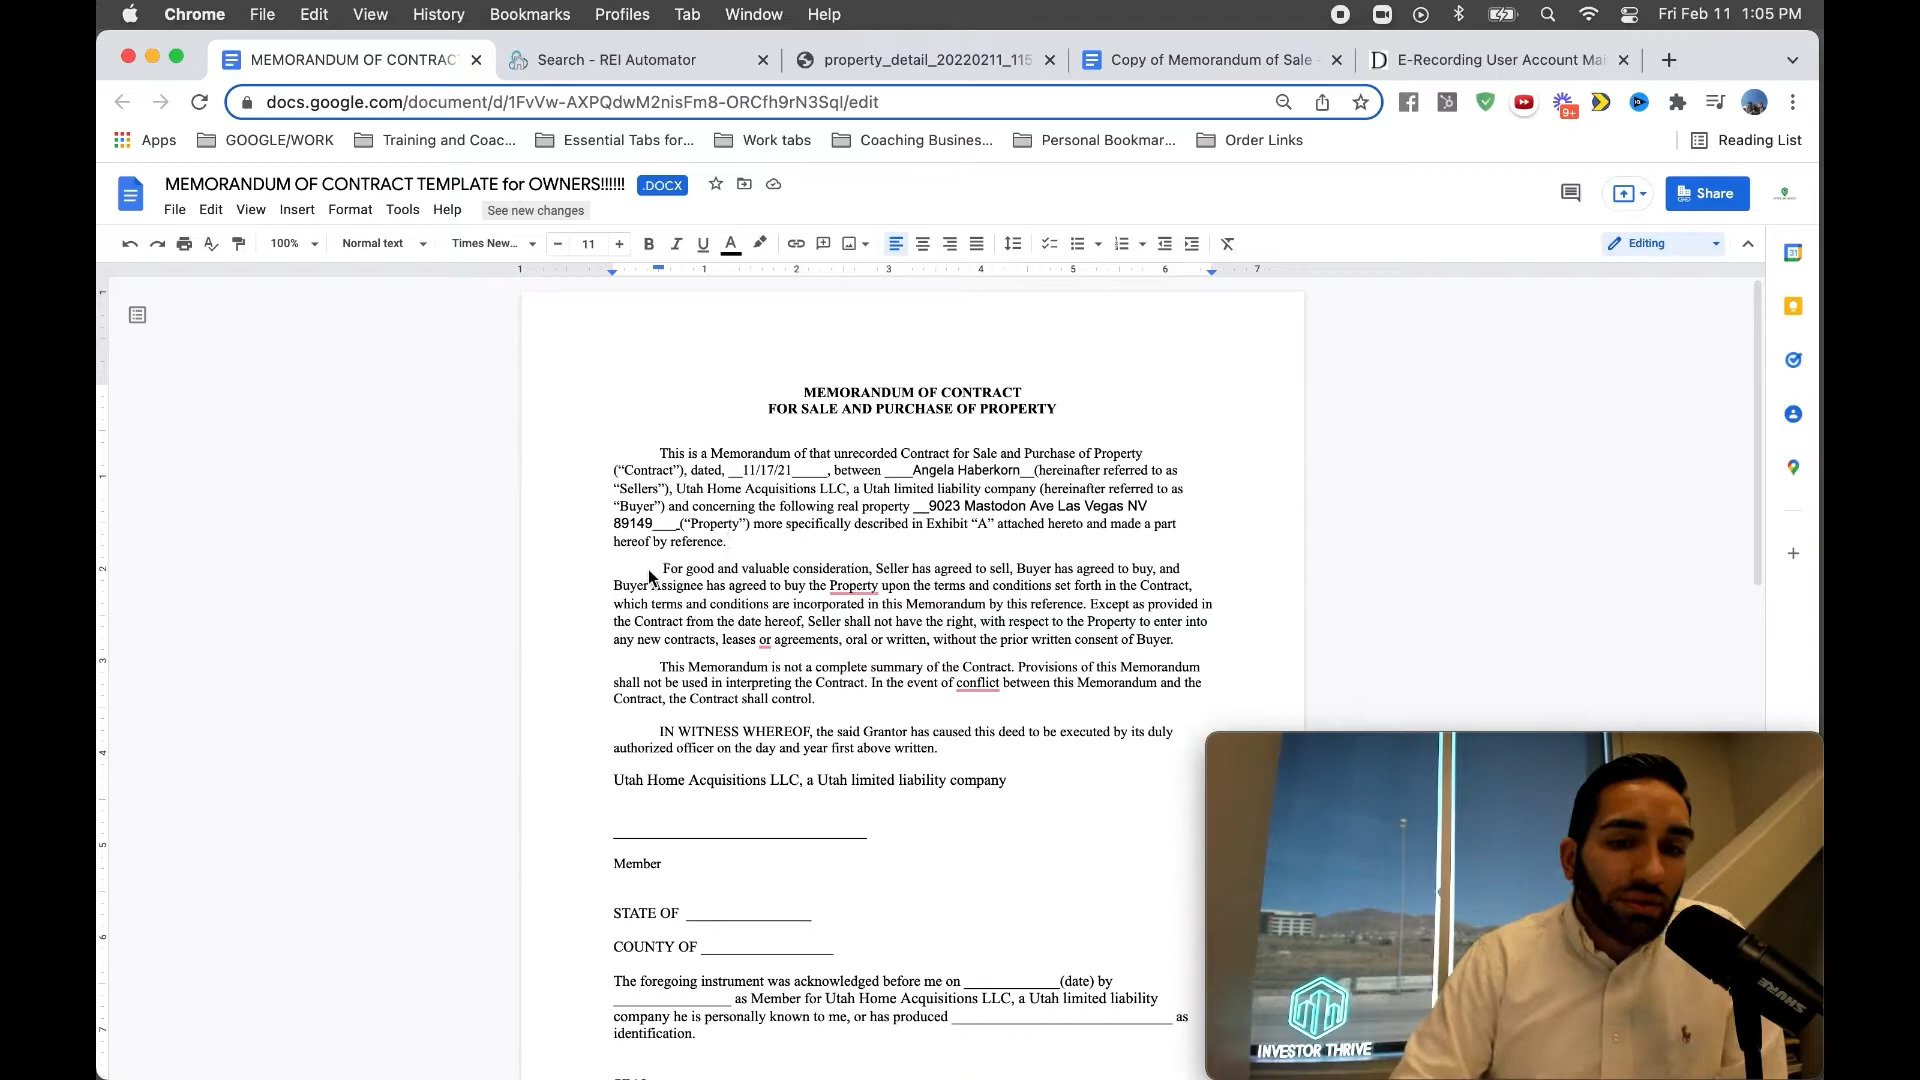 Chrome File Edit View History Bookmarks Profiles Tab Window Help Fri Feb 11 1:05 PM
MEMORANDUM OF CONTRAC Search - REI Automator property_detail_20220211_115 Copy of Memorandum of Sale E-Recording User Account Mai
docs.google.com/document/d/1FvVw-AXPQdwM2nisFm8-ORCfh9rN3SqI/edit 9+
Apps GOOGLE/WORK Training and Coac... Essential Tabs for... Work tabs Coaching Busines... Personal Bookmar... Order Links Reading List
MEMORANDUM OF CONTRACT TEMPLATE for OWNERS!!!!!! .DOCX
Share
File Edit View Insert Format Tools Help See new changes
100% Normal text Times New... 11 B I U A Editing
1 1 2 3 4 5 6 7
31
MEMORANDUM OF CONTRACT
FOR SALE AND PURCHASE OF PROPERTY
This is a Memorandum of that unrecorded Contract for Sale and Purchase of Property
(“Contract”), dated, __11/17/21_____, between ____Angela Haberkorn__(hereinafter referred to as
“Sellers”), Utah Home Acquisitions LLC, a Utah limited liability company (hereinafter referred to as
“Buyer”) and concerning the following real property __9023 Mastodon Ave Las Vegas NV
89149____(“Property”) more specifically described in Exhibit “A” attached hereto and made a part
hereof by reference.
For good and valuable consideration, Seller has agreed to sell, Buyer has agreed to buy, and
Buyer Assignee has agreed to buy the Property upon the terms and conditions set forth in the Contract,
which terms and conditions are incorporated in this Memorandum by this reference. Except as provided in
the Contract from the date hereof, Seller shall not have the right, with respect to the Property to enter into
any new contracts, leases or agreements, oral or written, without the prior written consent of Buyer.
This Memorandum is not a complete summary of the Contract. Provisions of this Memorandum
shall not be used in interpreting the Contract. In the event of conflict between this Memorandum and the
Contract, the Contract shall control.
IN WITNESS WHEREOF, the said Grantor has caused this deed to be executed by its duly
authorized officer on the day and year first above written.
Utah Home Acquisitions LLC, a Utah limited liability company
Member
STATE OF ________________
COUNTY OF _________________
The foregoing instrument was acknowledged before me on ____________(date) by
_______________ as Member for Utah Home Acquisitions LLC, a Utah limited liability
company he is personally known to me, or has produced ____________________________ as
identification.
INVESTOR THRIVE
SHURE